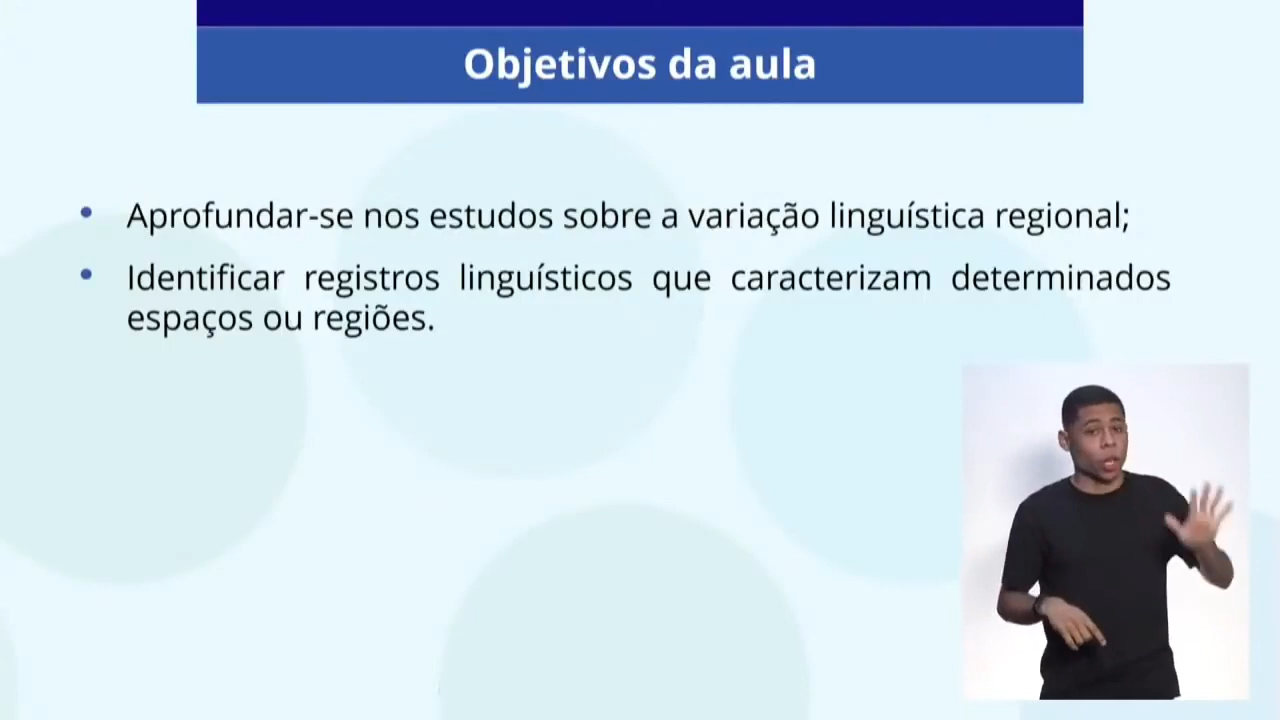 Objetivos da aula
• Aprofundar-se nos estudos sobre a variação linguística regional;
• Identificar registros linguísticos que caracterizam determinados
espaços ou regiões.